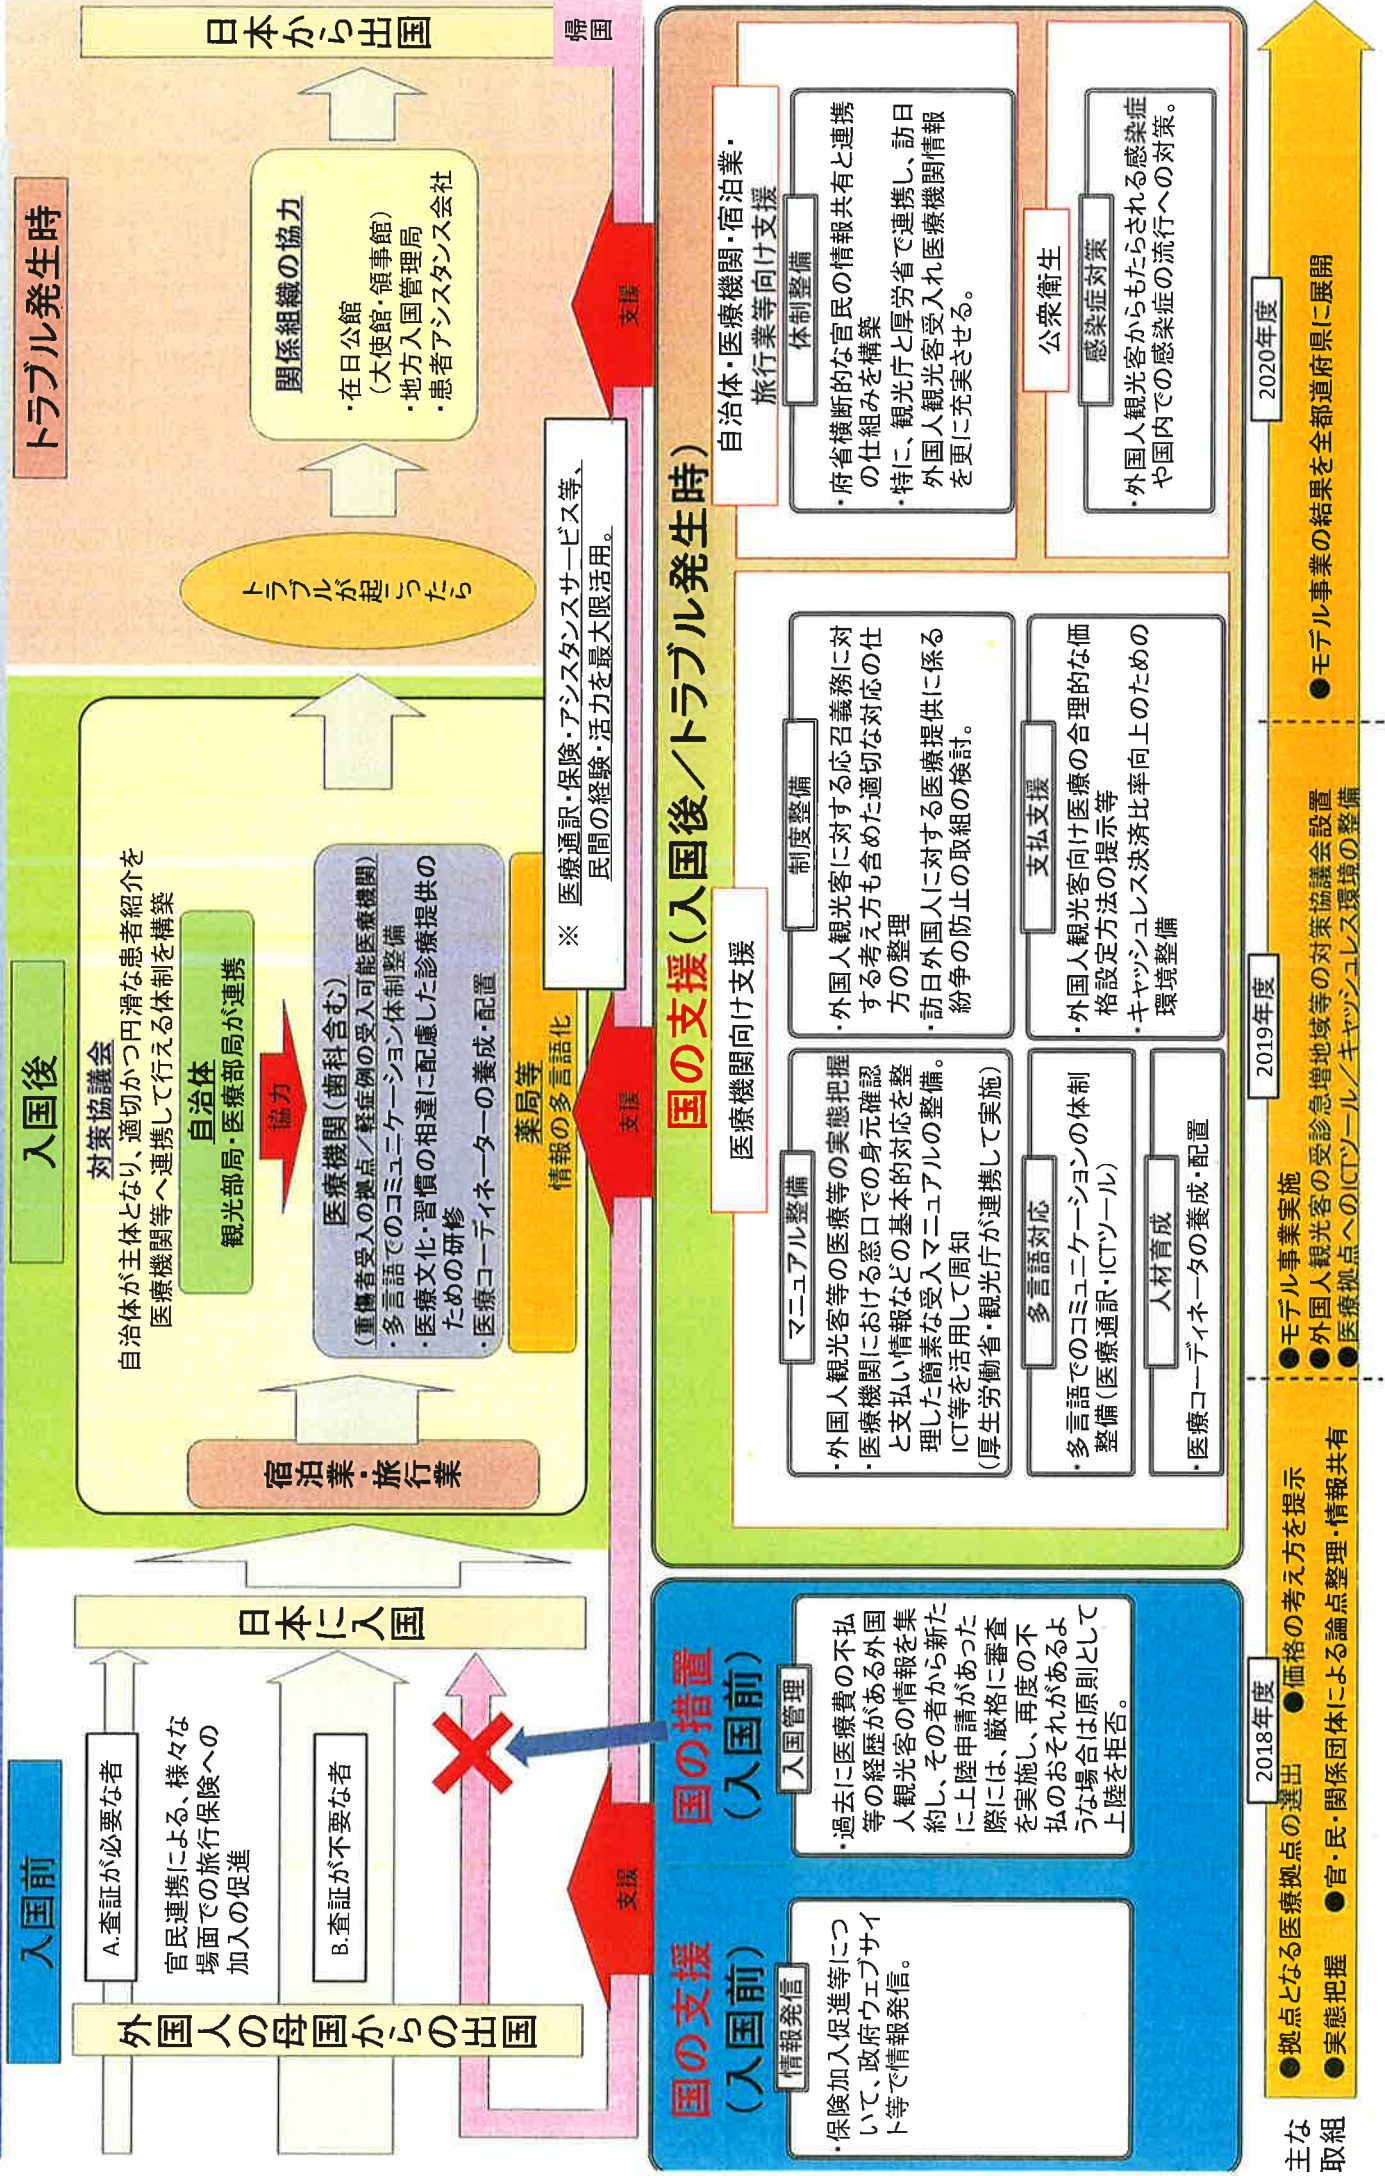 入国前
入国後
トラブル発生時
外国人の母国からの出国
A.査証が必要な者
官民連携による、様々な
場面での旅行保険への
加入の促進
B.査証が不要な者
日本に入国
宿泊業・旅行業
対策協議会
自治体が主体となり、適切かつ円滑な患者紹介を
医療機関等へ連携して行える体制を構築
自治体
観光部局・医療部局が連携
協力
医療機関(歯科含む)
(重傷者受入の拠点/軽症例の受入可能医療機関)
・多言語でのコミュニケーション体制整備
・医療文化・習慣の相違に配慮した診療提供の
ための研修
・医療コーディネーターの養成・配置
薬局等
情報の多言語化
トラブルが起こったら
関係組織の協力
・在日公館
(大使館・領事館)
・地方入国管理局
・患者アシスタンス会社
日本から出国
帰国
※ 医療通訳・保険・アシスタンスサービス等、
民間の経験・活力を最大限活用。
支援
支援
支援
国の支援
(入国前)
情報発信
・保険加入促進等につ
いて、政府ウェブサイ
ト等で情報発信。
国の措置
(入国前)
入国管理
・過去に医療費の不払
等の経歴がある外国
人観光客の情報を集
約し、その者から新た
に上陸申請があった
際には、厳格に審査
を実施し、再度の不
払のおそれがあるよ
うな場合は原則として
上陸を拒否。
国の支援(入国後/トラブル発生時)
医療機関向け支援
マニュアル整備
・外国人観光客等の医療等の実態把握
・医療機関における窓口での身元確認
と支払い情報などの基本的対応を整
理した簡素な受入マニュアルの整備。
ICT等を活用して周知
(厚生労働省・観光庁が連携して実施)
多言語対応
・多言語でのコミュニケーションの体制
整備(医療通訳・ICTツール)
人材育成
・医療コーディネータの養成・配置
制度整備
・外国人観光客に対する応召義務に対
する考え方も含めた適切な対応の仕
方の整理
・訪日外国人に対する医療提供に係る
紛争の防止の取組の検討。
支払支援
・外国人観光客向け医療の合理的な価
格設定方法の提示等
・キャッシュレス決済比率向上のための
環境整備
自治体・医療機関・宿泊業・
旅行業等向け支援
体制整備
・府省横断的な官民の情報共有と連携
の仕組みを構築
・特に、観光庁と厚労省で連携し、訪日
外国人観光客受入れ医療機関情報
を更に充実させる。
公衆衛生
感染症対策
・外国人観光客からもたらされる感染症
や国内での感染症の流行への対策。
主な
取組
2018年度
●拠点となる医療拠点の選出 ●価格の考え方を提示
●実態把握 ●官・民・関係団体による論点整理・情報共有
2019年度
●モデル事業実施
●外国人観光客の受診急増地域等の対策協議会設置
●医療拠点へのICTツール/キャッシュレス環境の整備
2020年度
●モデル事業の結果を全都道府県に展開